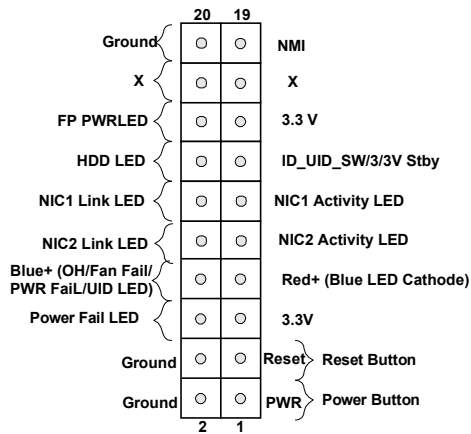 20 19
Ground NMI
X X
FP PWRLED 3.3 V
HDD LED ID_UID_SW/3/3V Stby
NIC1 Link LED NIC1 Activity LED
NIC2 Link LED NIC2 Activity LED
Blue+ (OH/Fan Fail/
PWR FaiL/UID LED) Red+ (Blue LED Cathode)
Power Fail LED 3.3V
Ground Reset Reset Button
Ground PWR Power Button
2 1